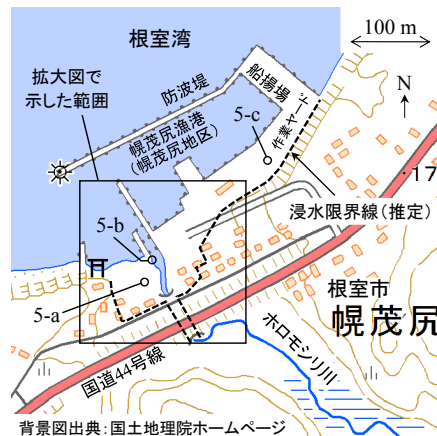 根室湾
100 m
拡大図で
示した範囲
防波堤
船揚場
幌茂尻漁港
(幌茂尻地区)
5-c
作業ヤード
N
・17
浸水限界線(推定)
5-b
5-a
根室市
幌茂尻
国道44号線
ホロモシリ川
背景図出典:国土地理院ホームページ